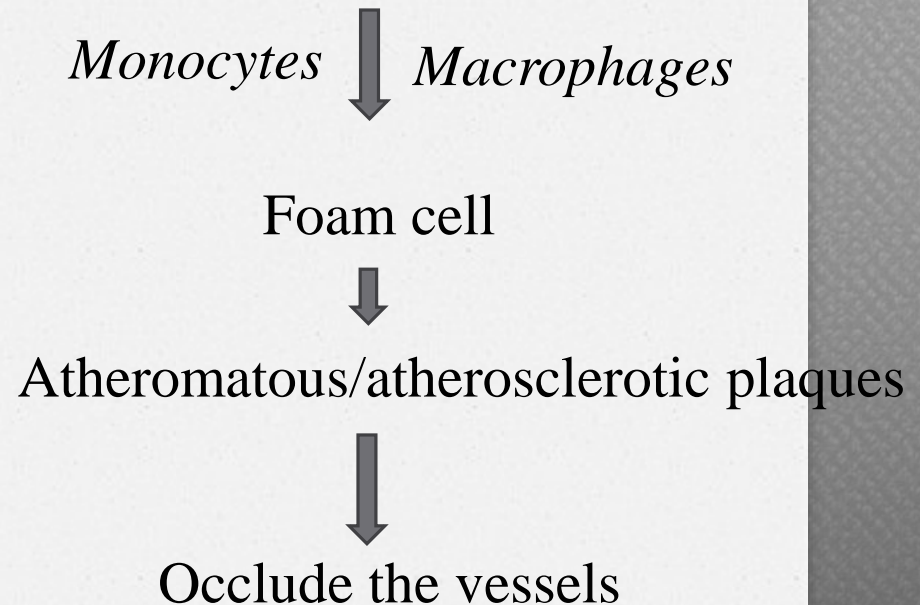 Monocytes Macrophages
Foam cell
Atheromatous/atherosclerotic plaques
Occlude the vessels